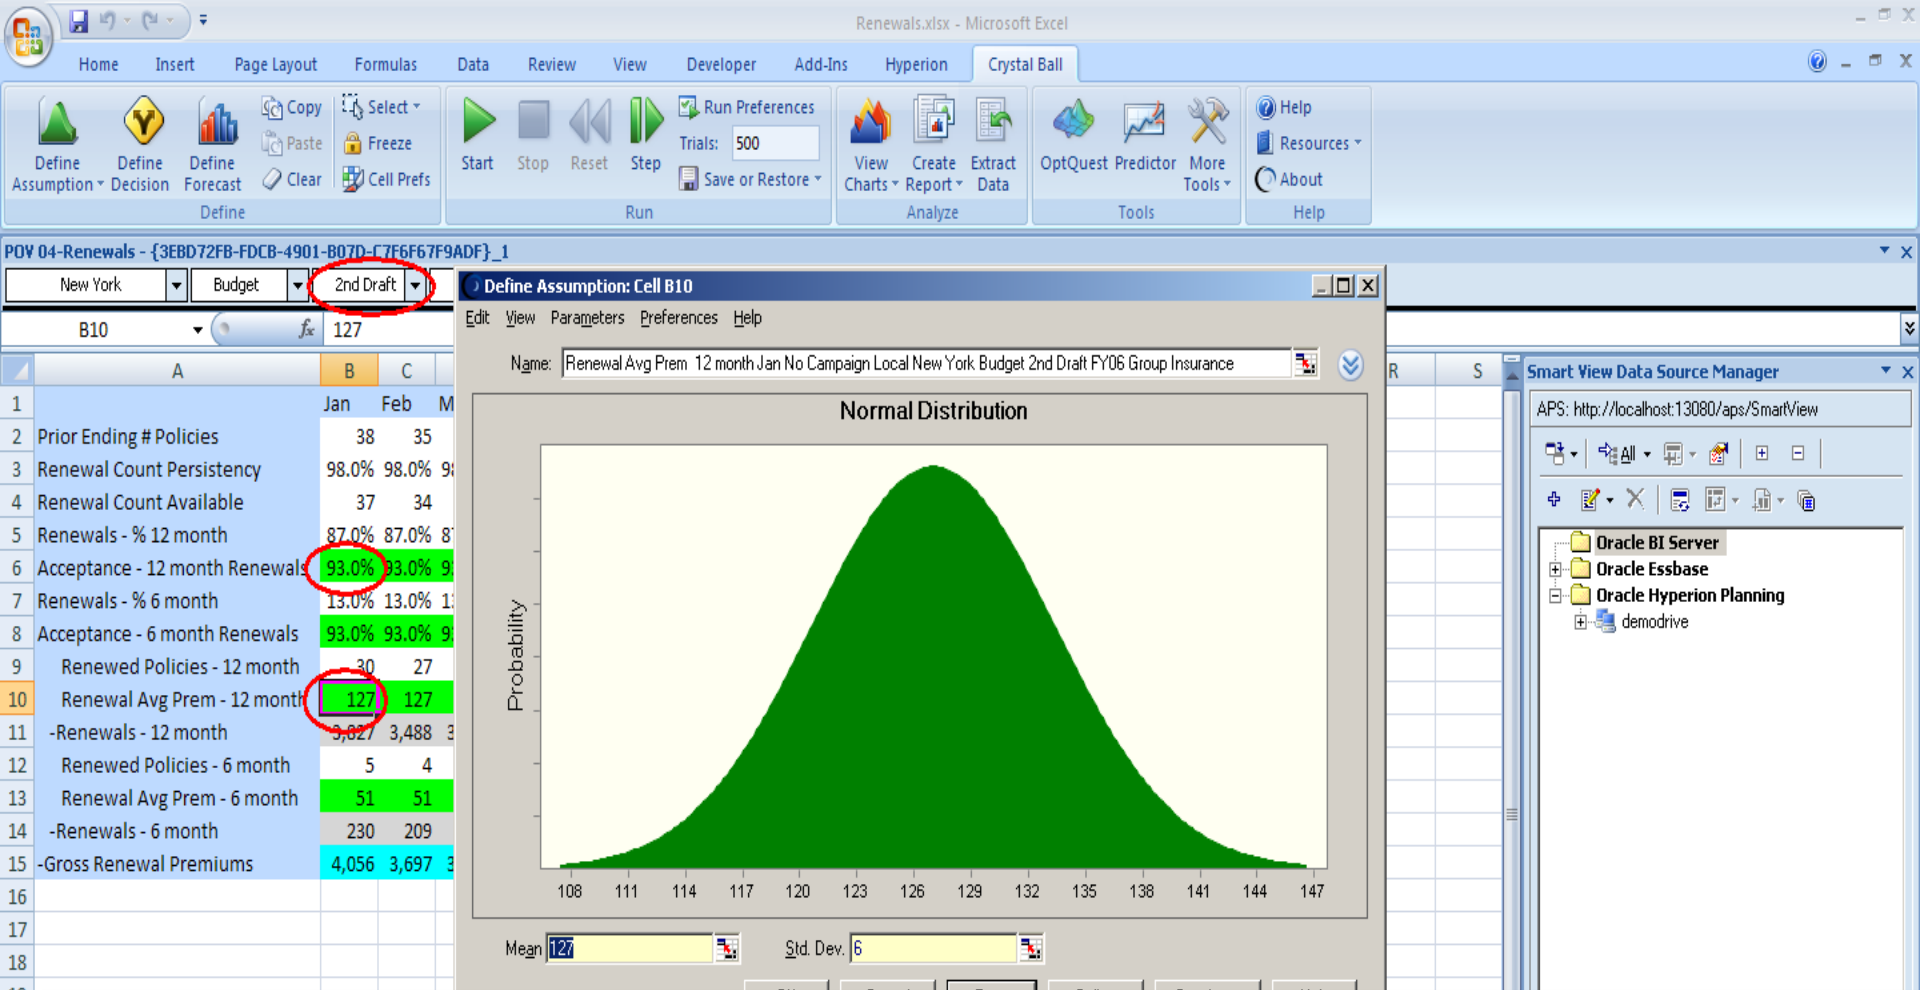 Renewals.xlsx - Microsoft Excel
Home Insert Page Layout Formulas Data Review View Developer Add-Ins Hyperion Crystal Ball
Define Assumption
Define Decision
Define Forecast
Copy
Paste
Clear
Select
Freeze
Cell Prefs
Define
Start
Stop
Reset
Step
Run Preferences
Trials: 500
Save or Restore
Run
View Charts
Create Report
Extract Data
Analyze
OptQuest
Predictor
More Tools
Tools
Help
Resources
About
Help
POV 04-Renewals - {3EBD72FB-FDCB-4901-B07D-C7F6F67F9ADF}_1
New York Budget 2nd Draft
B10 fx 127
A B C R S
1 Jan Feb M
2 Prior Ending # Policies 38 35
3 Renewal Count Persistency 98.0% 98.0% 98
4 Renewal Count Available 37 34
5 Renewals - % 12 month 87.0% 87.0% 87
6 Acceptance - 12 month Renewals 93.0% 93.0% 9
7 Renewals - % 6 month 13.0% 13.0% 1
8 Acceptance - 6 month Renewals 93.0% 93.0% 9
9 Renewed Policies - 12 month 30 27
10 Renewal Avg Prem - 12 month 127 127
11 -Renewals - 12 month 3,827 3,488 3
12 Renewed Policies - 6 month 5 4
13 Renewal Avg Prem - 6 month 51 51
14 -Renewals - 6 month 230 209
15 -Gross Renewal Premiums 4,056 3,697 3
16
17
18
Define Assumption: Cell B10
Edit View Parameters Preferences Help
Name: Renewal Avg Prem 12 month Jan No Campaign Local New York Budget 2nd Draft FY06 Group Insurance
Normal Distribution
Probability
108 111 114 117 120 123 126 129 132 135 138 141 144 147
Mean 127 Std. Dev. 6
Smart View Data Source Manager
APS: http://localhost:13080/aps/SmartView
All
Oracle BI Server
Oracle Essbase
Oracle Hyperion Planning
demodrive